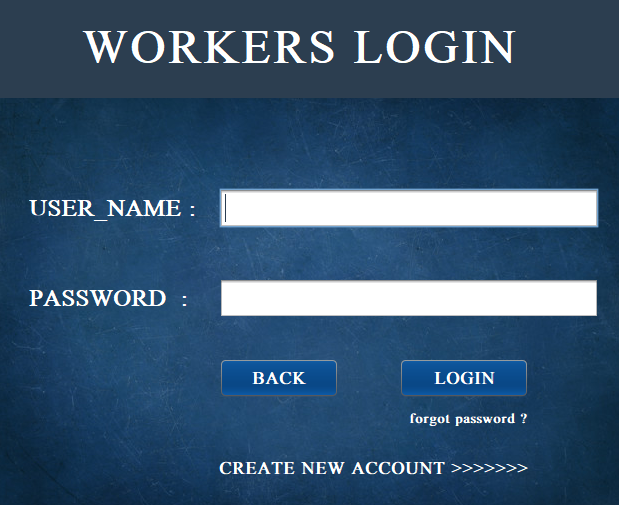 WORKERS LOGIN
USER_NAME :
PASSWORD :
BACK LOGIN
forgot password ?
CREATE NEW ACCOUNT >>>>>>>